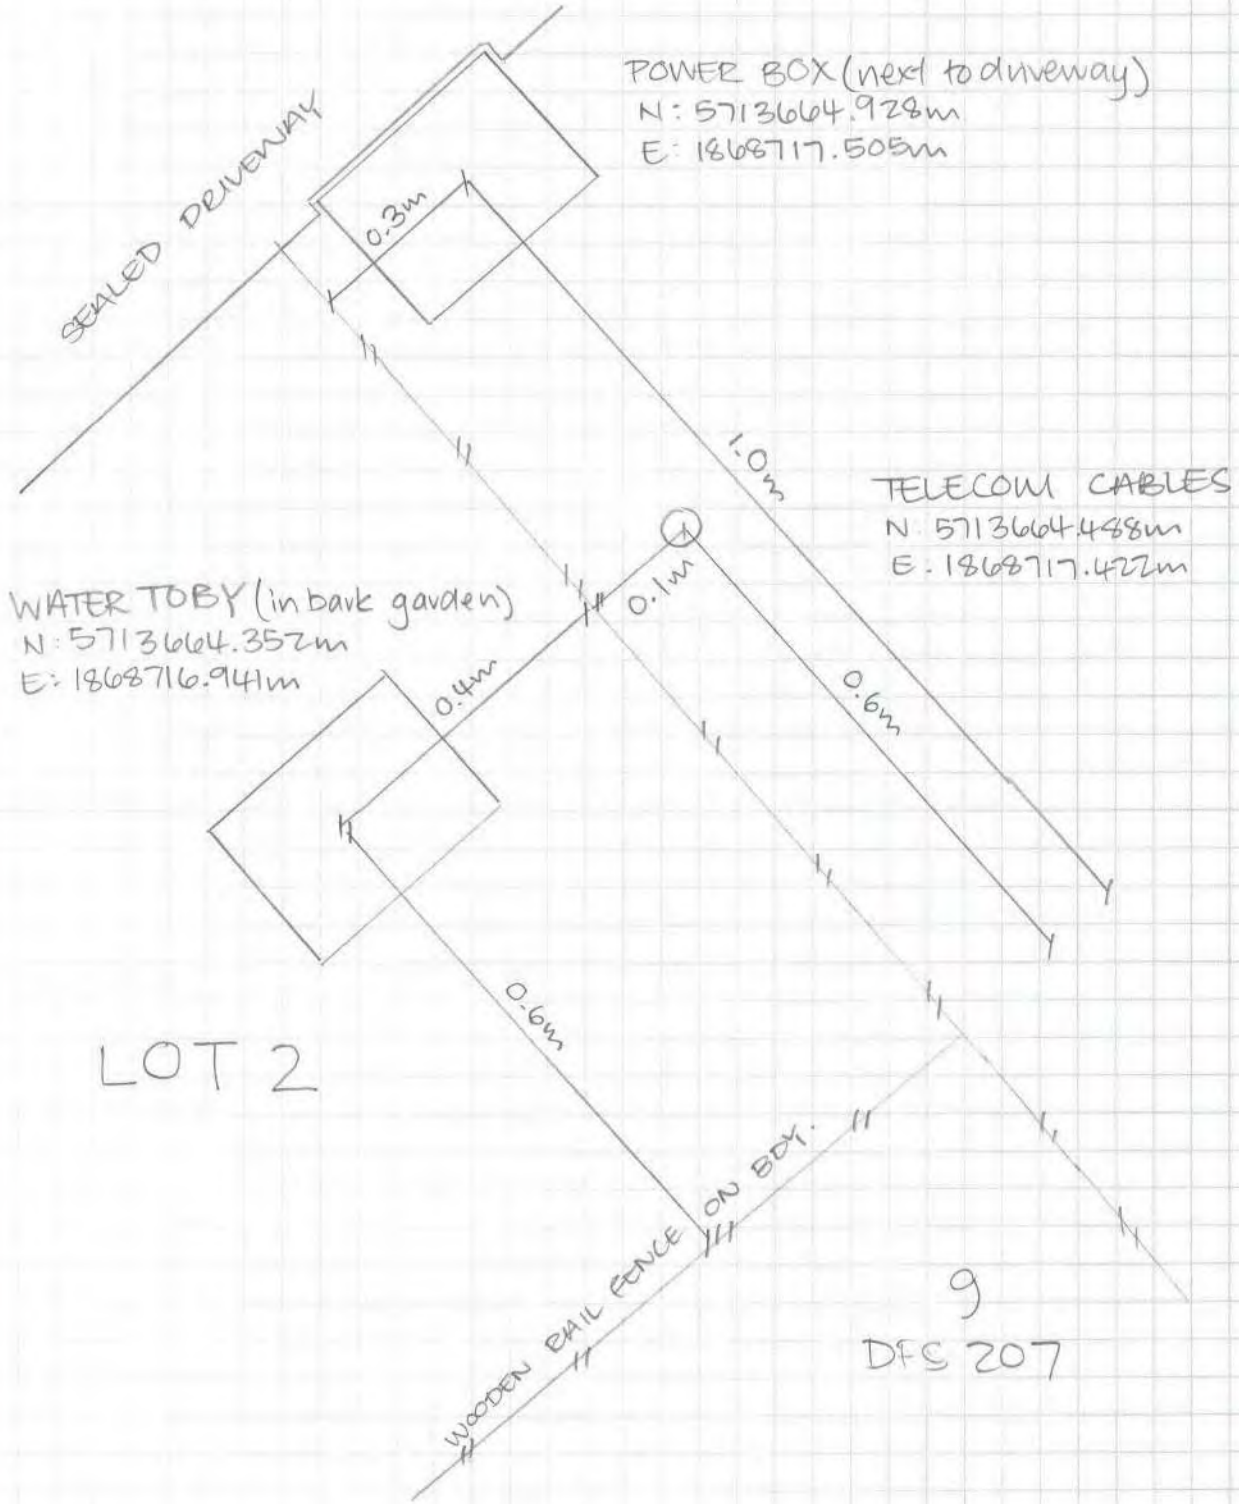 POWER BOX (next to driveway)
N: 5713664.928m
E: 1868717.505m
SEALED DRIVEWAY
0.3m
1.0m
TELECOM CABLES
N: 5713664.488m
E: 1868717.422m
0.1m
WATER TOBY (in bark garden)
N: 5713664.352m
E: 1868716.941m
0.4m
0.6m
0.6m
LOT 2
WOODEN RAIL FENCE ON BDY.
9
DFS 207